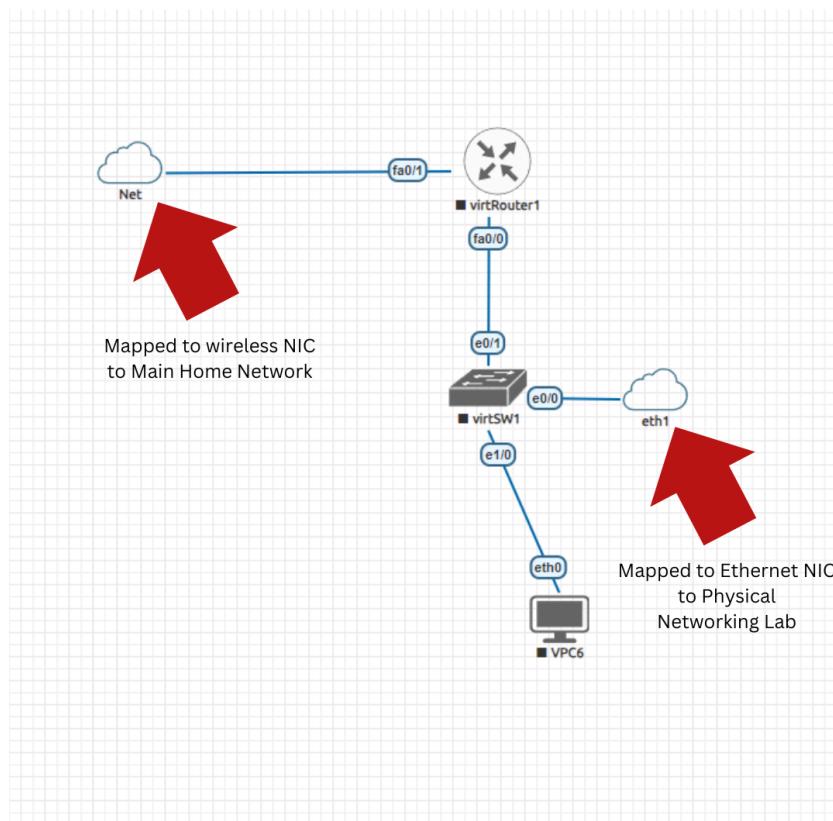 fa0/1
Net
virtRouter1
fa0/0
Mapped to wireless NIC
to Main Home Network
e0/1
e0/0
virtSW1
eth1
e1/0
eth0
Mapped to Ethernet NIC
to Physical
Networking Lab
VPC6